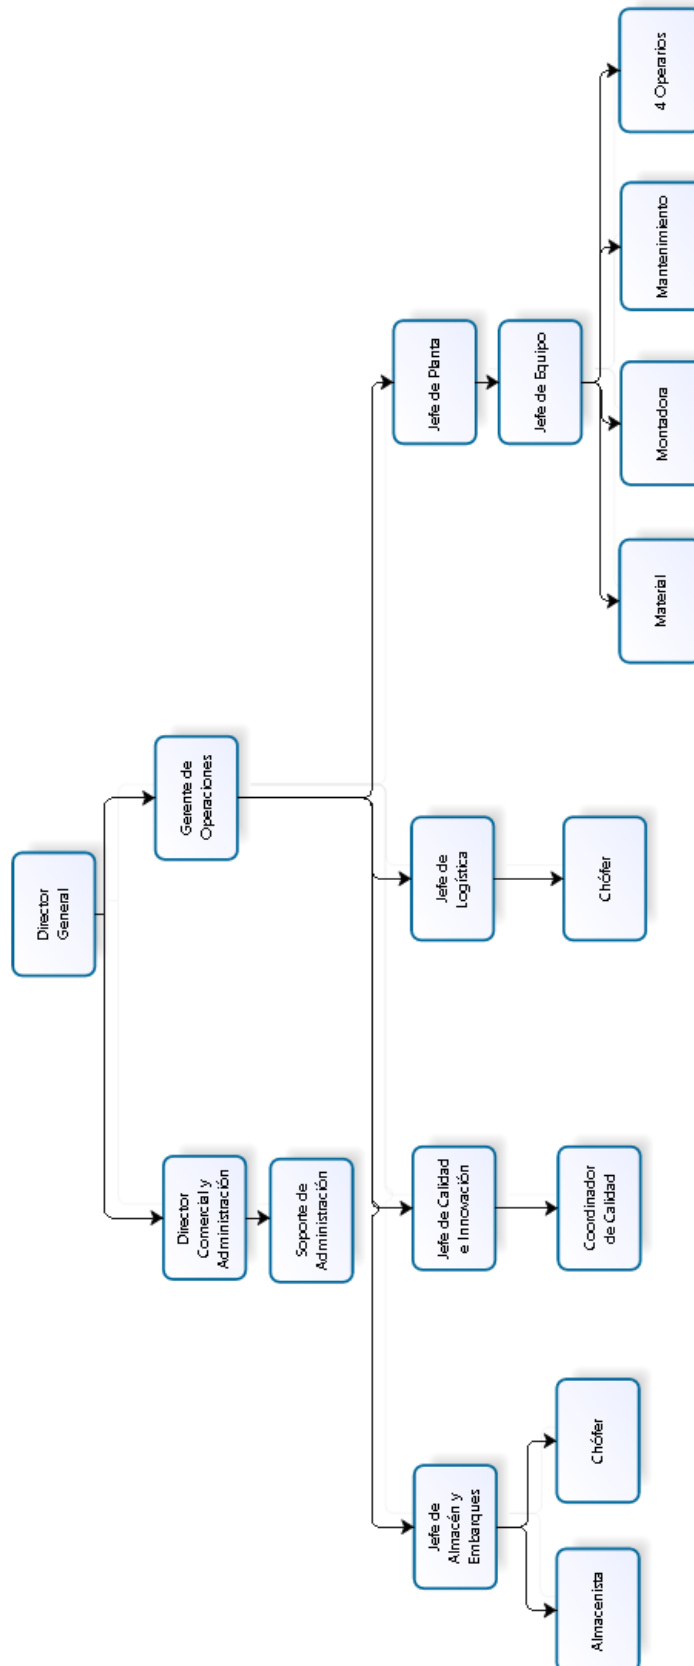 Director
General
Director
Comercial y
Administración
Gerente de
Operaciones
Soporte de
Administración
Jefe de
Almacén y
Embarques
Jefe de Calidad
e Innovación
Jefe de
Logística
Jefe de Planta
Jefe de Equipo
Almacenista
Chófer
Coordinador
de Calidad
Chófer
Material
Montadora
Mantenimiento
4 Operarios